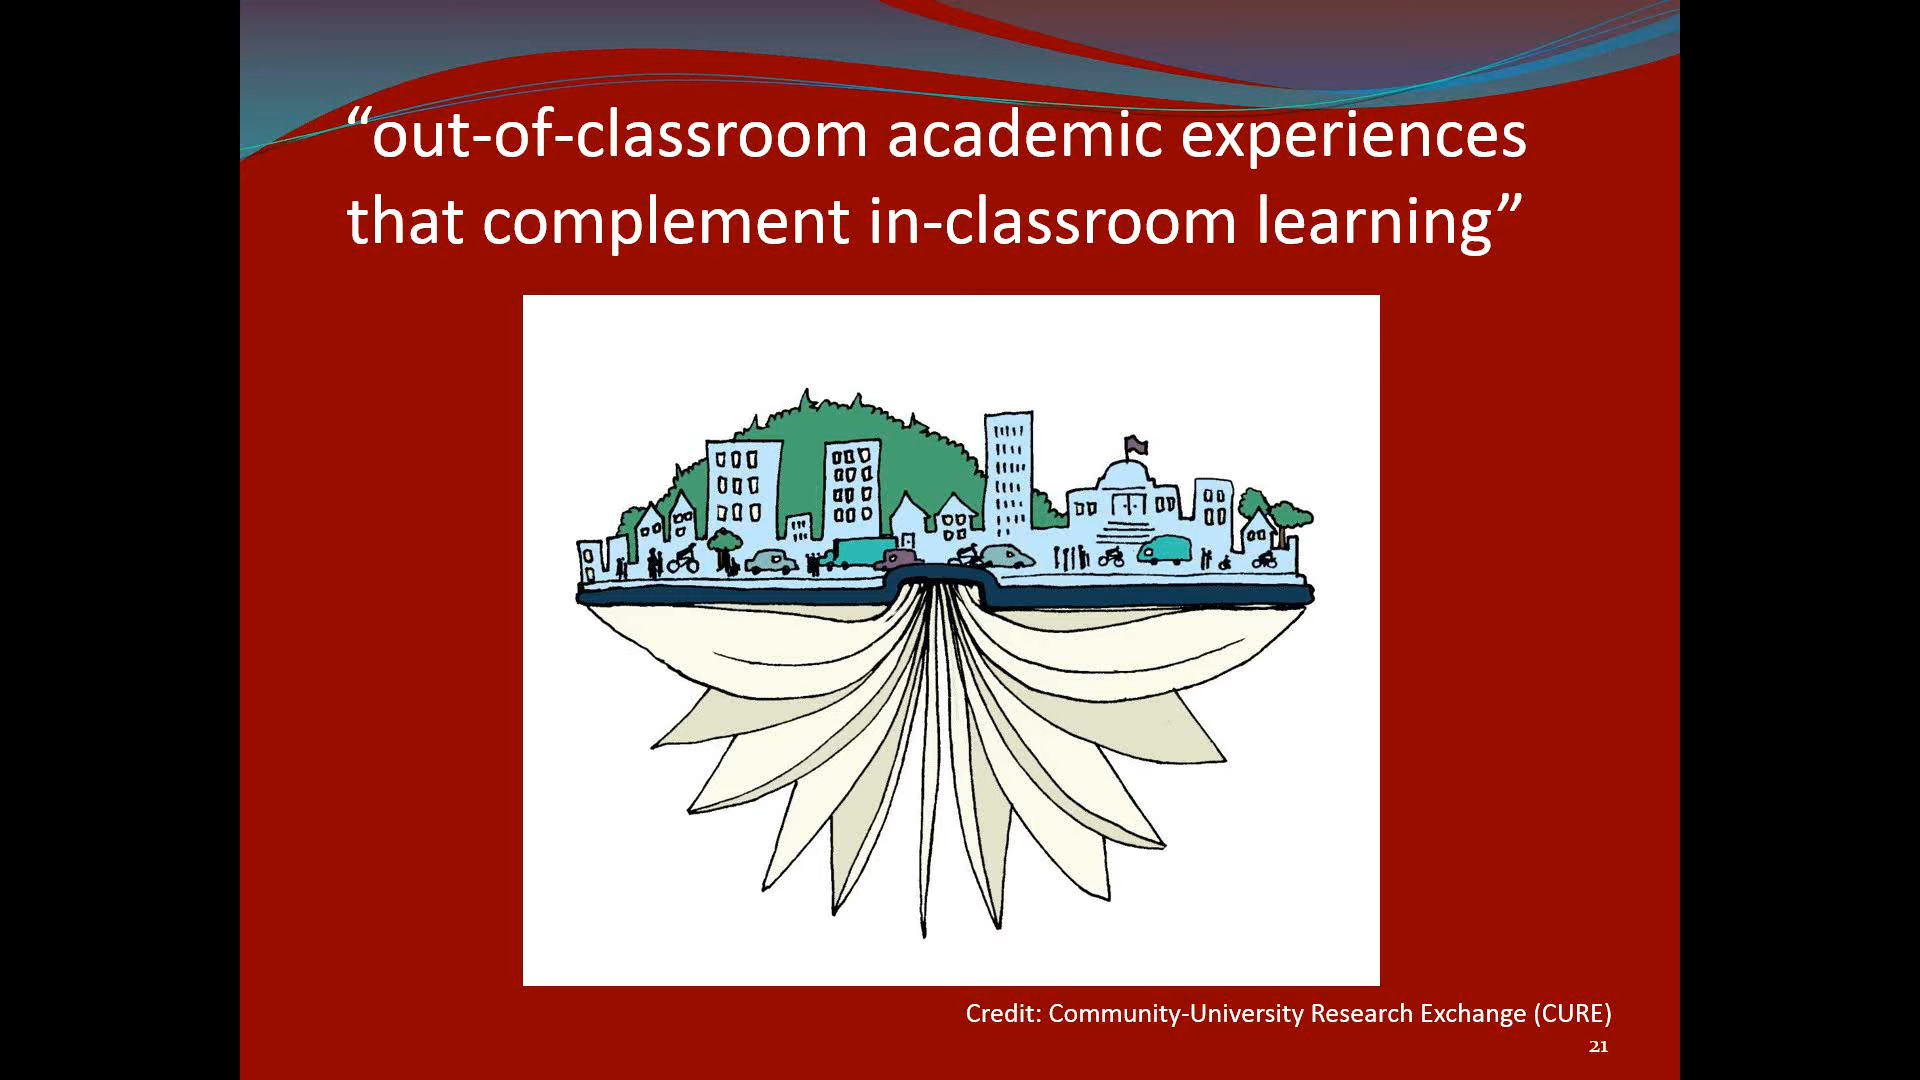 “out-of-classroom academic experiences
that complement in-classroom learning”
Credit: Community-University Research Exchange (CURE)
21